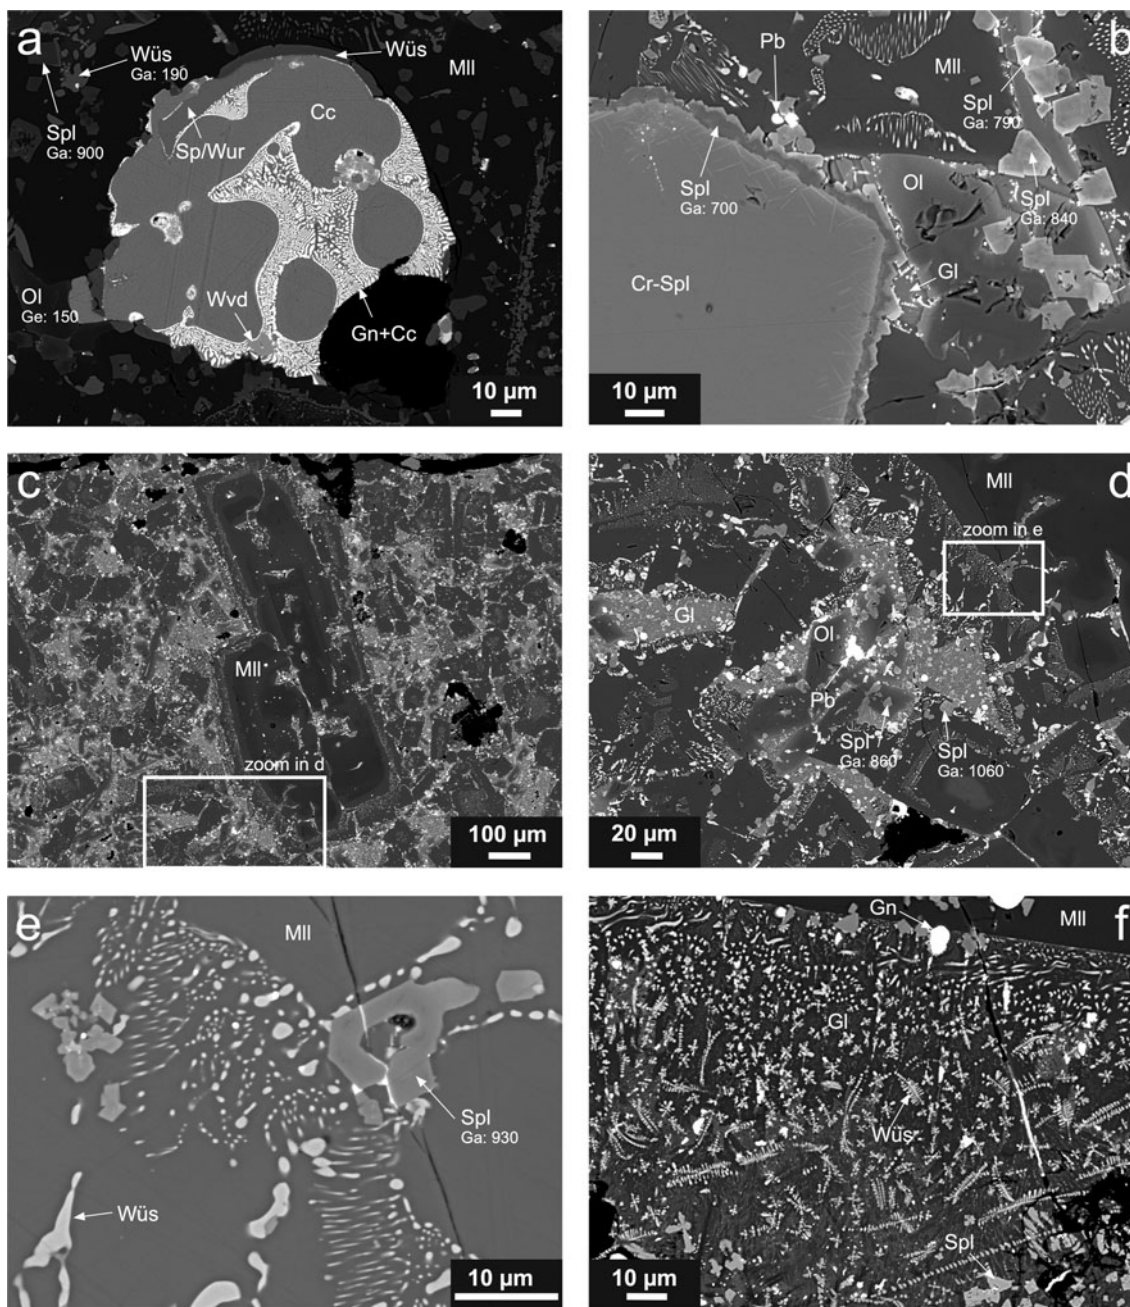 a
Wüs
Ga: 190
Wüs
Mll
Spl
Ga: 900
Cc
Sp/Wur
Ol
Ge: 150
Wvd
Gn+Cc
10 µm
b
Pb
Mll
Spl
Ga: 790
Spl
Ga: 700
Ol
Spl
Ga: 840
Cr-Spl
Gl
10 µm
c
Mll
zoom in d
100 µm
d
Mll
zoom in e
Gl
Ol
Pb
Spl
Ga: 860
Spl
Ga: 1060
20 µm
e
Mll
Spl
Ga: 930
Wüs
10 µm
f
Gn
Mll
Gl
Wüs
Spl
10 µm